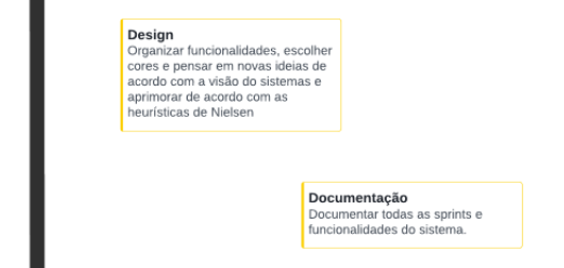 Design
Organizar funcionalidades, escolher
cores e pensar em novas ideias de
acordo com a visão do sistemas e
aprimorar de acordo com as
heurísticas de Nielsen
Documentação
Documentar todas as sprints e
funcionalidades do sistema.